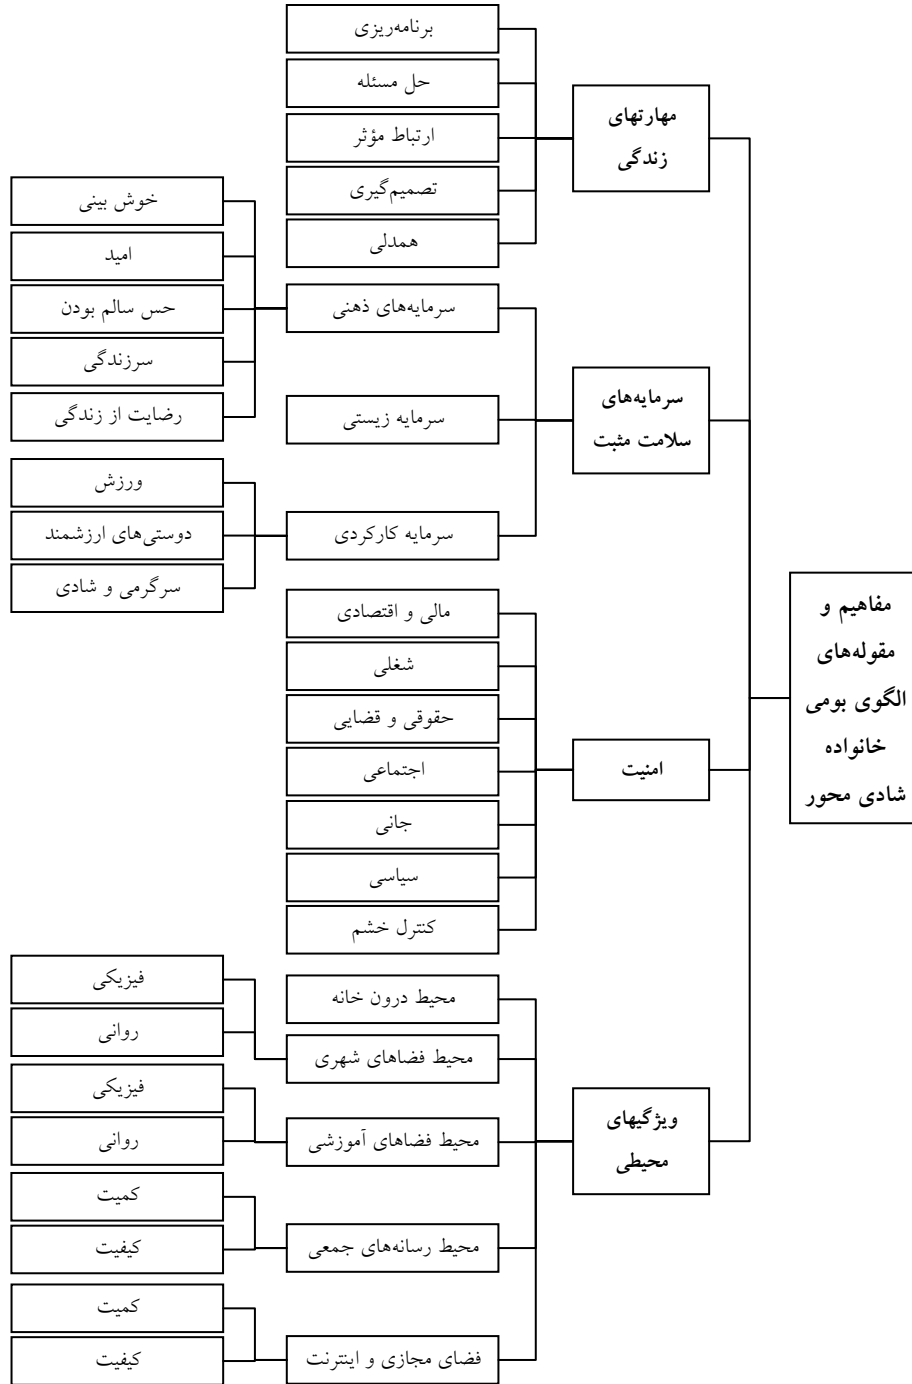 مفاهیم و
مقوله‌های
الگوی بومی
خانواده
شادی محور
مهارتهای
زندگی
برنامه‌ریزی
حل مسئله
ارتباط مؤثر
تصمیم‌گیری
همدلی
سرمایه‌های
سلامت مثبت
سرمایه‌های ذهنی
خوش بینی
امید
حس سالم بودن
سرزندگی
رضایت از زندگی
سرمایه زیستی
سرمایه کارکردی
ورزش
دوستی‌های ارزشمند
سرگرمی و شادی
امنیت
مالی و اقتصادی
شغلی
حقوقی و قضایی
اجتماعی
جانی
سیاسی
کنترل خشم
ویژگیهای
محیطی
محیط درون خانه
محیط فضاهای شهری
فیزیکی
روانی
محیط فضاهای آموزشی
فیزیکی
روانی
محیط رسانه‌های جمعی
کمیت
کیفیت
فضای مجازی و اینترنت
کمیت
کیفیت